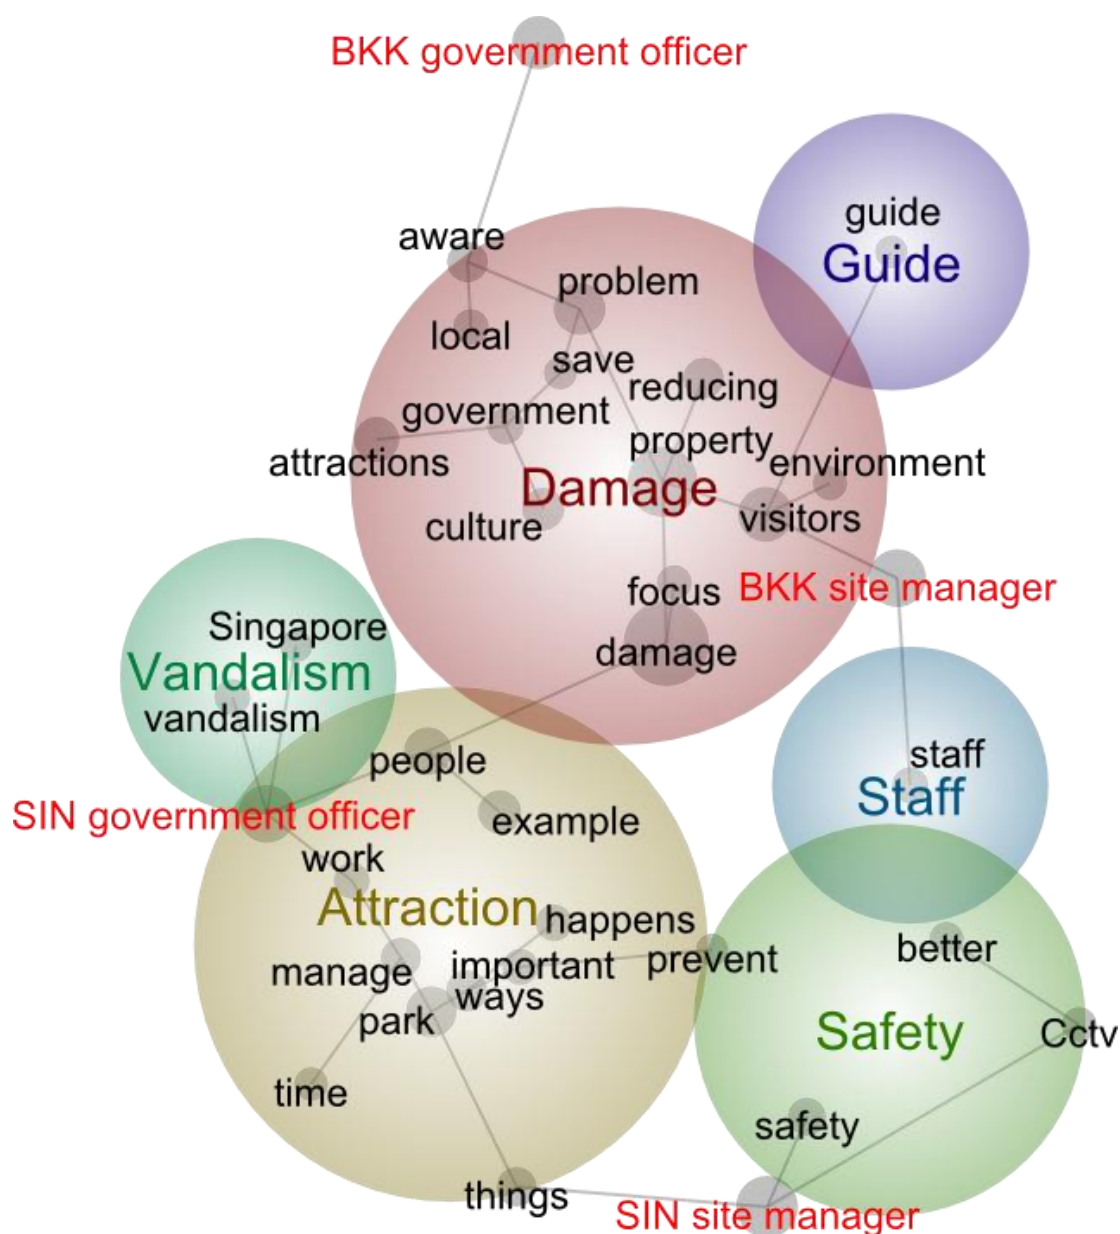 BKK government officer
guide
Guide
aware
problem
local
save
reducing
government
property
attractions
environment
Damage
culture
visitors
focus
BKK site manager
Singapore
damage
Vandalism
vandalism
staff
people
Staff
SIN government officer
example
work
Attraction
happens
better
manage
important
prevent
ways
park
Safety
Cctv
time
safety
things
SIN site manager